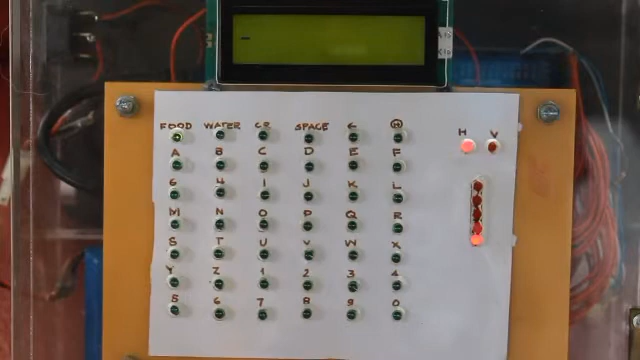 FOOD WATER CR SPACE C H
H V
A B C D E F
G H I J K L
M N O P Q R
S T U V W X
Y Z 1 2 3 4
5 6 7 8 9 0